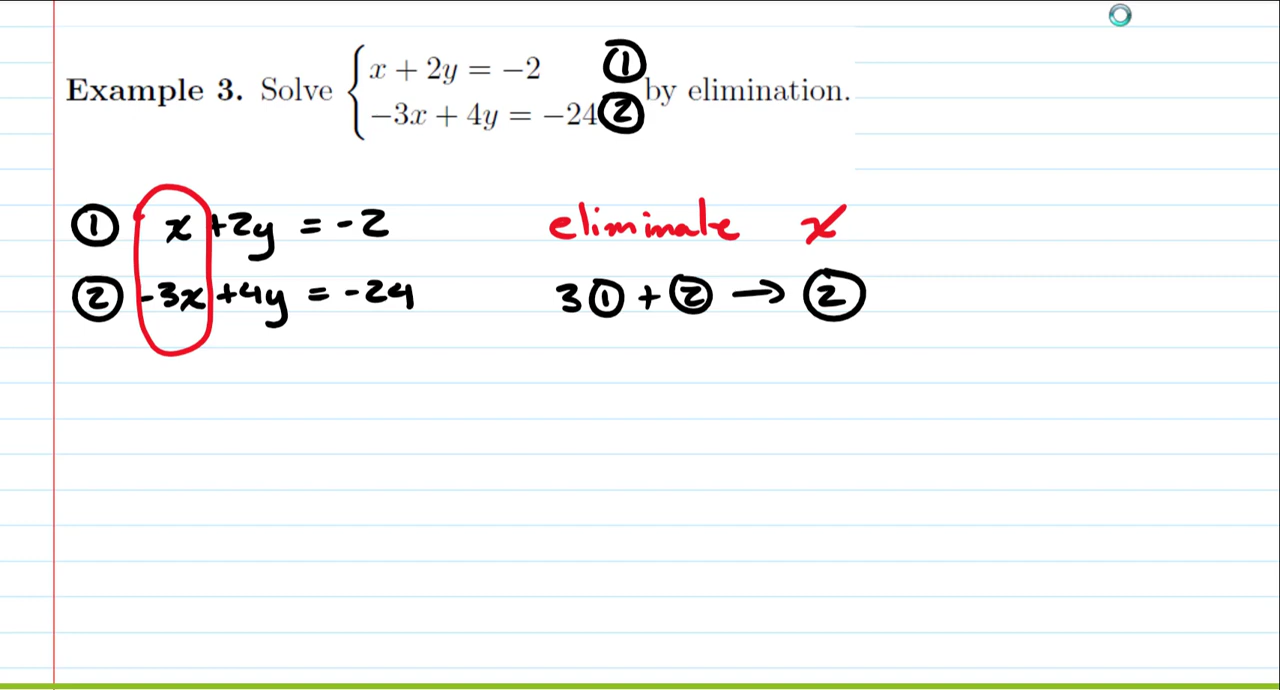 Example 3. Solve { x + 2y = −2 ① by elimination.
−3x + 4y = −24 ②
① x + 2y = -2 eliminate x
② -3x + 4y = -24 3① + ② → ②